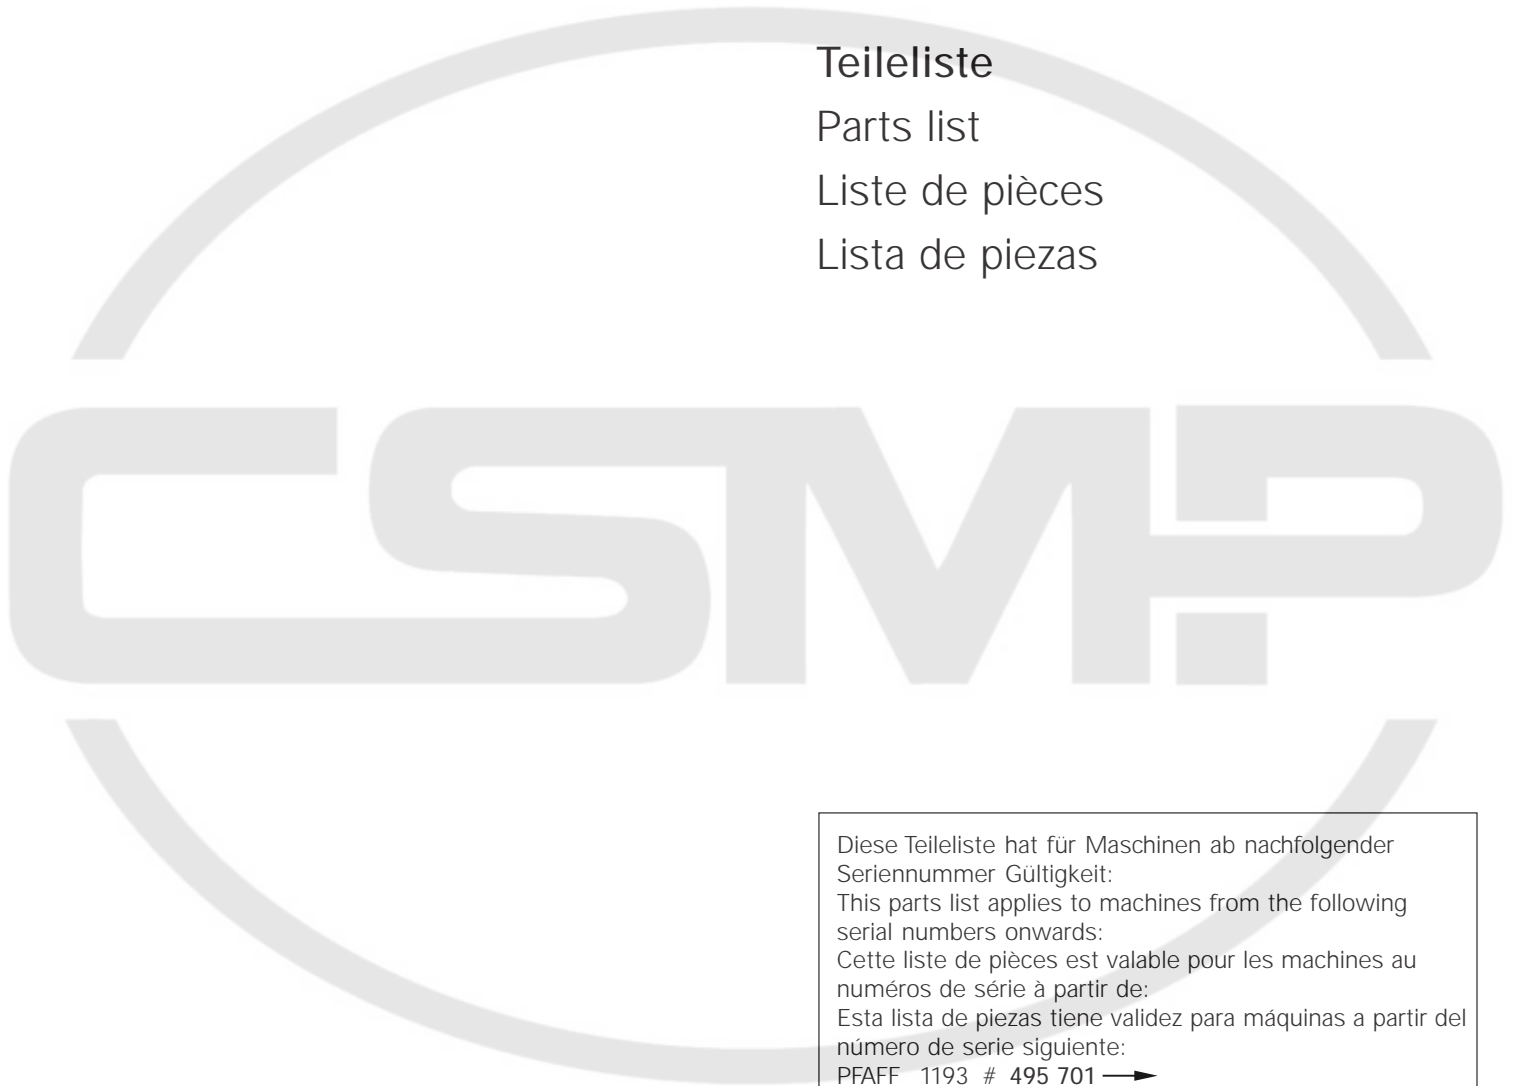 Teileliste
Parts list
Liste de pièces
Lista de piezas
CSMP
Diese Teileliste hat für Maschinen ab nachfolgender
Seriennummer Gültigkeit:
This parts list applies to machines from the following
serial numbers onwards:
Cette liste de pièces est valable pour les machines au
numéros de série à partir de:
Esta lista de piezas tiene validez para máquinas a partir del
número de serie siguiente:
PFAFF 1193 # 495 701 →